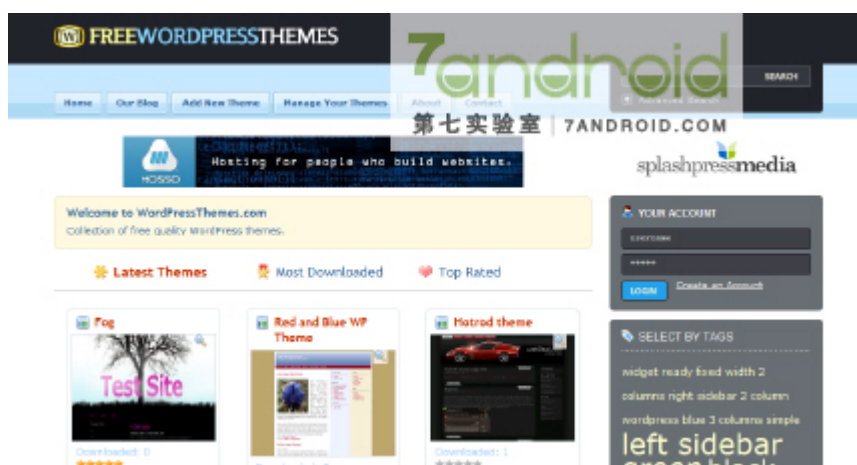 FREEWORDPRESSTHEMES
7android
第七实验室 | 7ANDROID.COM
SEARCH
Home Our Blog Add New Theme Manage Your Themes About Contact
Advanced Search
HOSSO
Hosting for people who build websites.
splashpressmedia
Welcome to WordPressThemes.com
Collection of free quality WordPress themes.
Latest Themes Most Downloaded Top Rated
YOUR ACCOUNT
username
*****
LOGIN Create an Account
Fog
Test Site
Downloaded: 0
Red and Blue WP
Theme
Hotrod theme
Downloaded: 1
SELECT BY TAGS
widget ready fixed width 2
columns right sidebar 2 column
wordpress blue 3 columns simple
left sidebar
green black